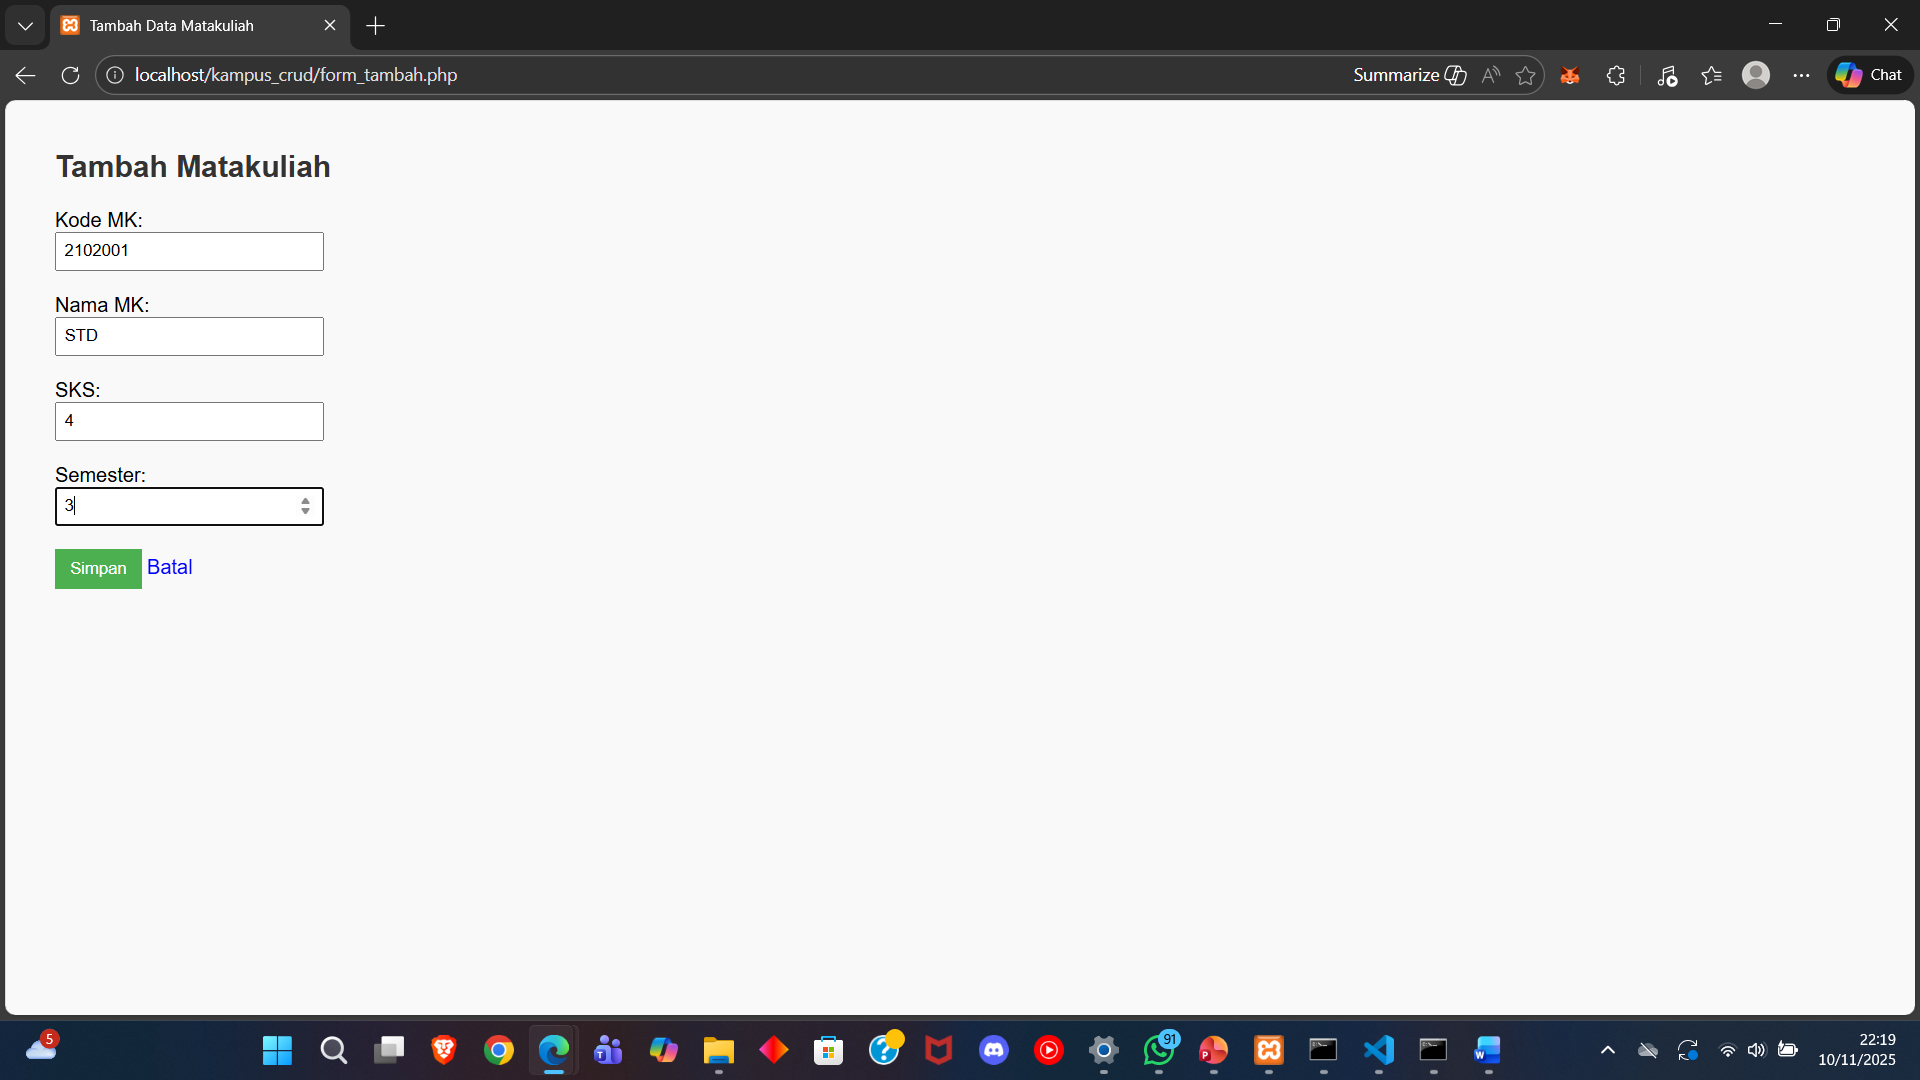 Tambah Data Matakuliah
localhost/kampus_crud/form_tambah.php
Summarize
Chat
Tambah Matakuliah
Kode MK:
2102001
Nama MK:
STD
SKS:
4
Semester:
3
Simpan Batal
5
91
22:19
10/11/2025